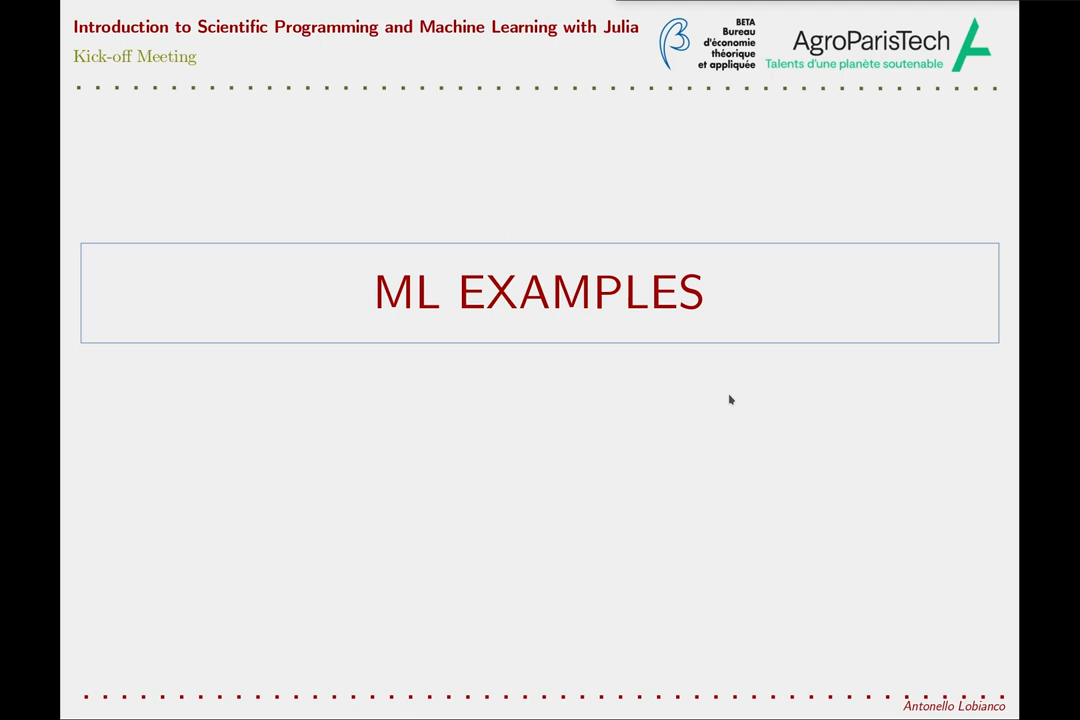 Introduction to Scientific Programming and Machine Learning with Julia
Kick-off Meeting
BETA
Bureau
d'économie
théorique
et appliquée
AgroParisTech
Talents d'une planète soutenable
ML EXAMPLES
Antonello Lobianco